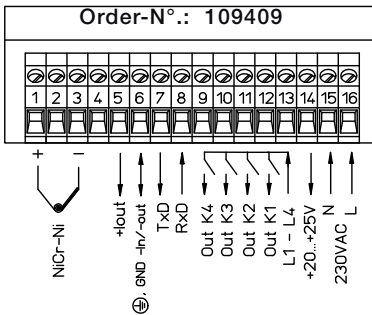 Order-N°.: 109409
1 2 3 4 5 6 7 8 9 10 11 12 13 14 15 16
+ −
NiCr-Ni
+Iout
⏚, GND -In/-out
TxD
RxD
Out K4
Out K3
Out K2
Out K1
L1 - L4
+20...+25V
N
230VAC
L